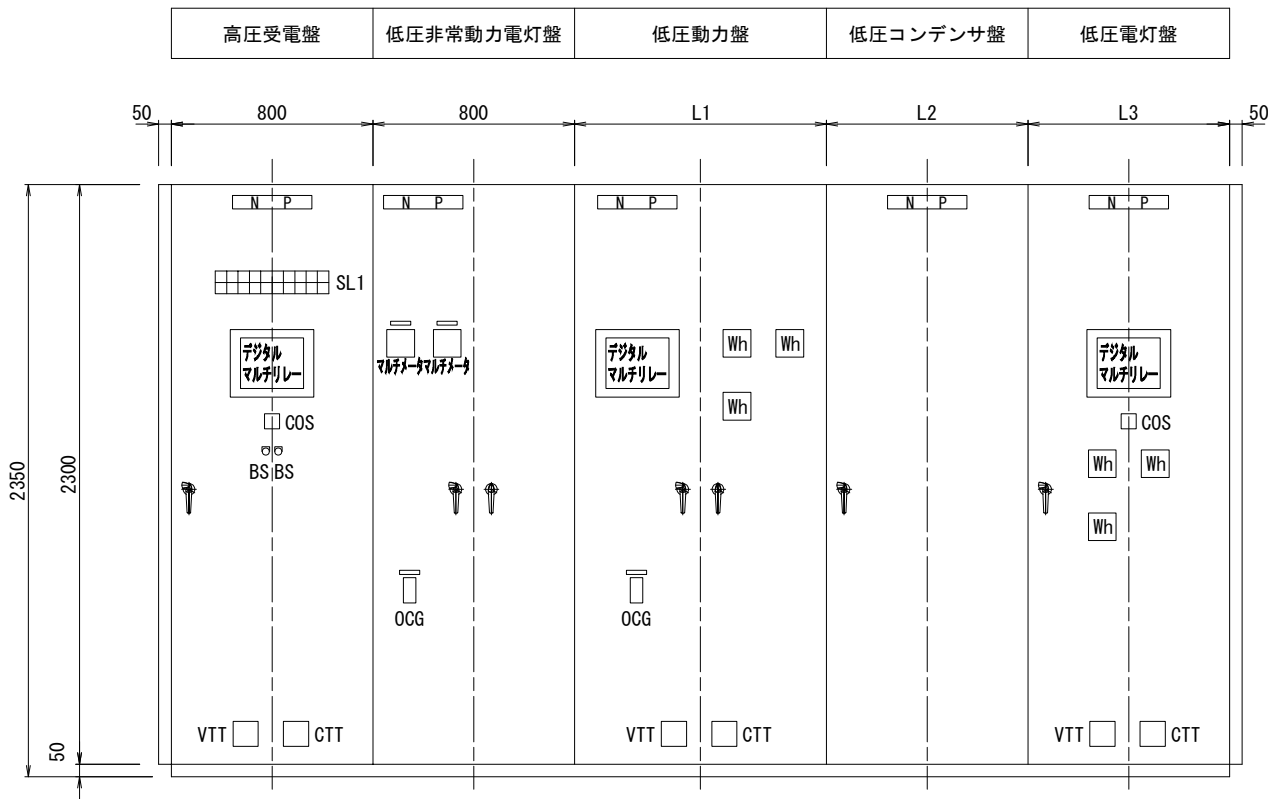 高圧受電盤 低圧非常動力電灯盤 低圧動力盤 低圧コンデンサ盤 低圧電灯盤
50 800 800 L1 L2 L3 50
N P N P N P N P N P
SL1
デジタル
マルチリレー
マルチメータ マルチメータ
デジタル
マルチリレー
Wh Wh
デジタル
マルチリレー
Wh
COS COS
BS BS
Wh Wh
2350
2300
Wh
OCG OCG
VTT CTT VTT CTT VTT CTT
50